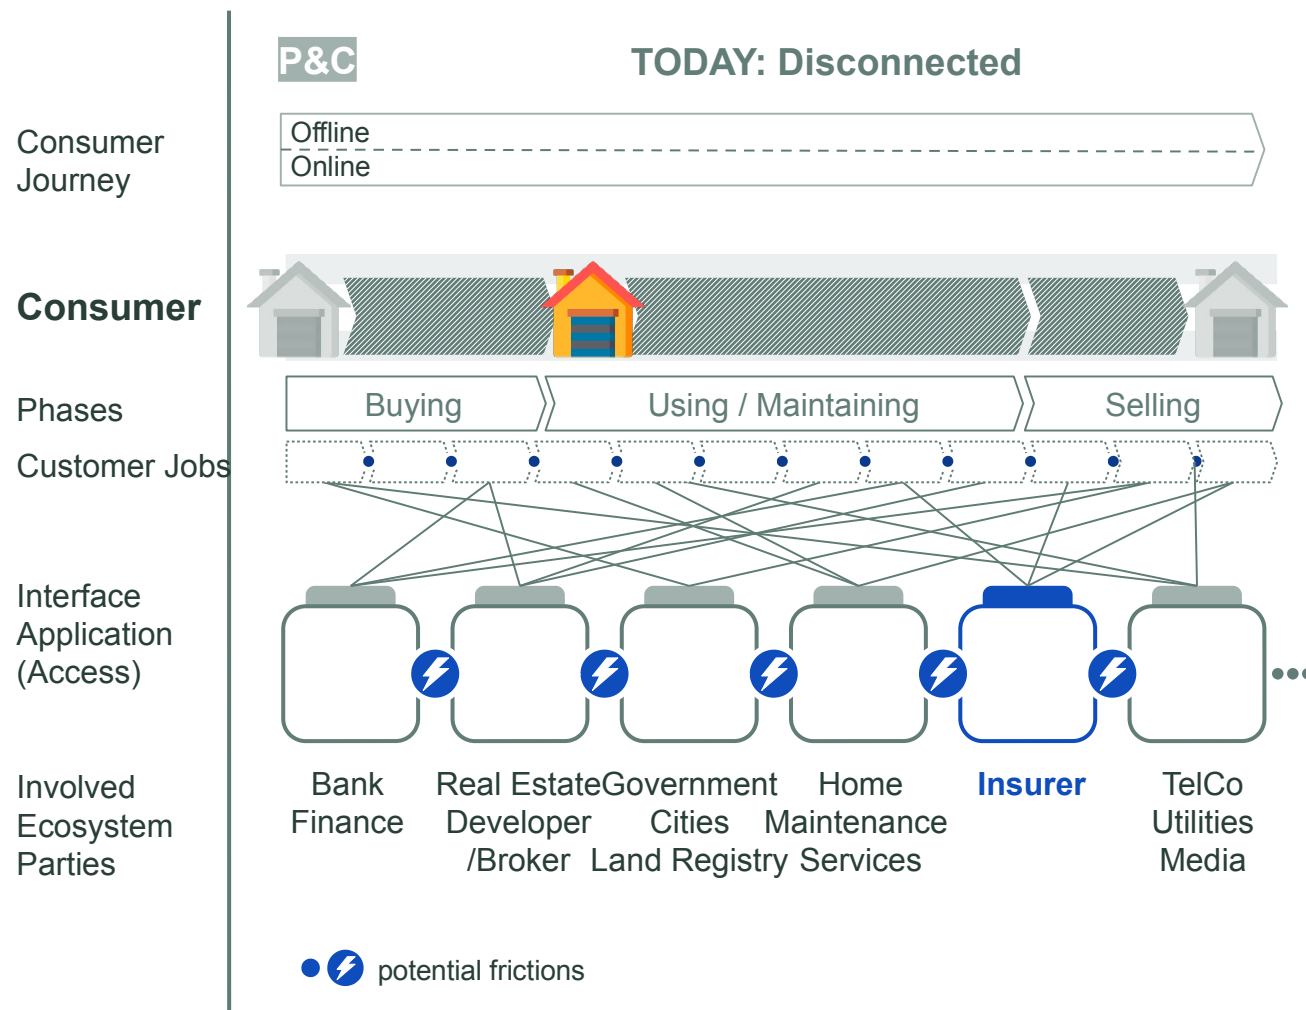 P&C
TODAY: Disconnected
Consumer
Journey
Offline
Online
Consumer
Phases
Buying
Using / Maintaining
Selling
Customer Jobs
Interface
Application
(Access)
Involved
Ecosystem
Parties
Bank
Finance
Real Estate
Developer
/Broker
Government
Cities
Land Registry
Home
Maintenance
Services
Insurer
TelCo
Utilities
Media
potential frictions